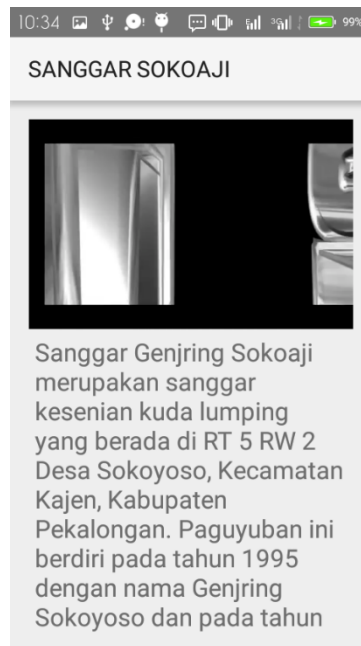 10:34 99%
SANGGAR SOKOAJI
Sanggar Genjring Sokoaji
merupakan sanggar
kesenian kuda lumping
yang berada di RT 5 RW 2
Desa Sokoyoso, Kecamatan
Kajen, Kabupaten
Pekalongan. Paguyuban ini
berdiri pada tahun 1995
dengan nama Genjring
Sokoyoso dan pada tahun